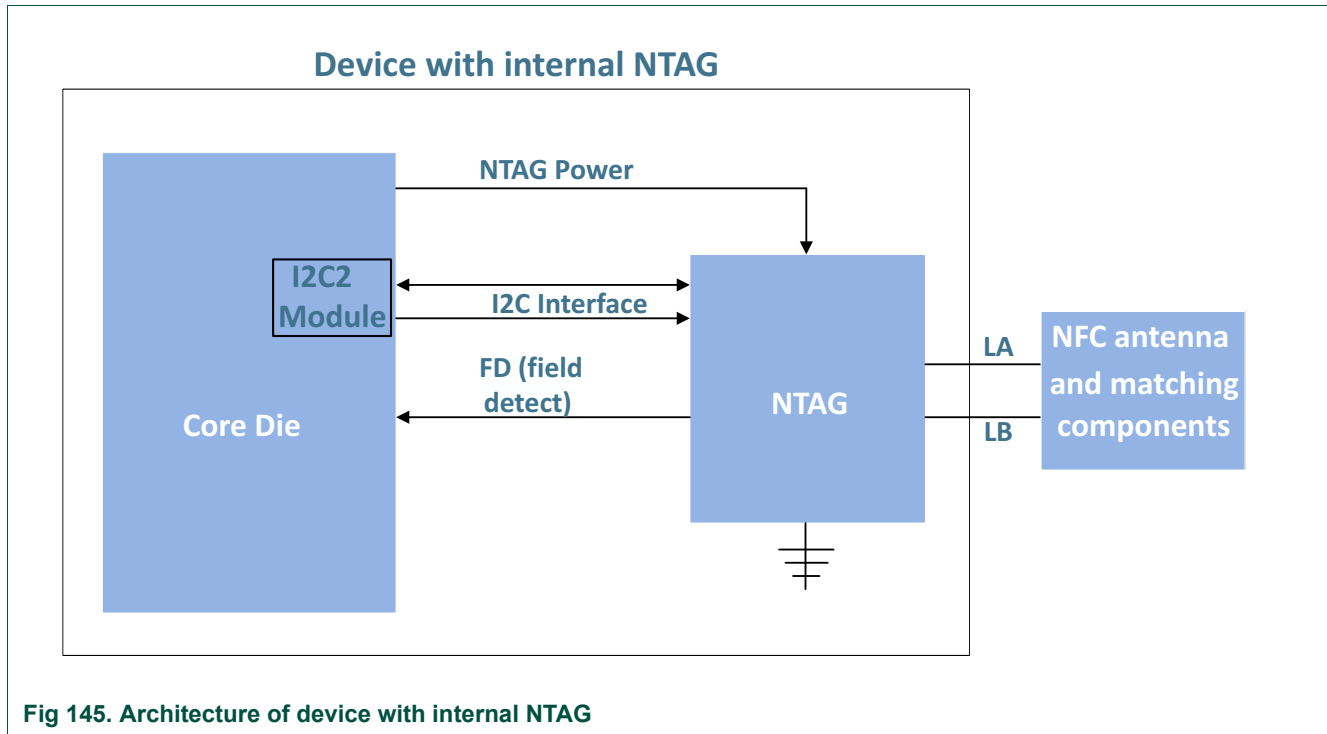 Device with internal NTAG
NTAG Power
I2C2
Module
I2C Interface
FD (field
detect)
Core Die
NTAG
LA
LB
NFC antenna
and matching
components
Fig 145. Architecture of device with internal NTAG